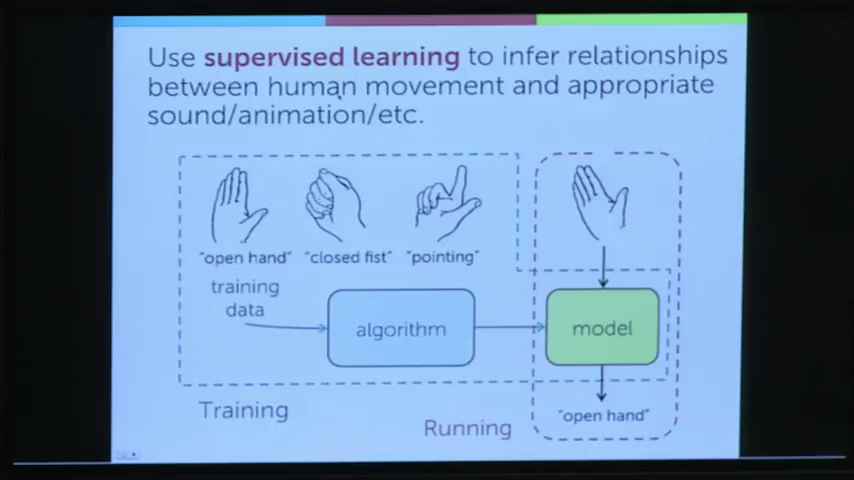 Use supervised learning to infer relationships
between human movement and appropriate
sound/animation/etc.
"open hand" "closed fist" "pointing"
training
data
algorithm
model
"open hand"
Training
Running